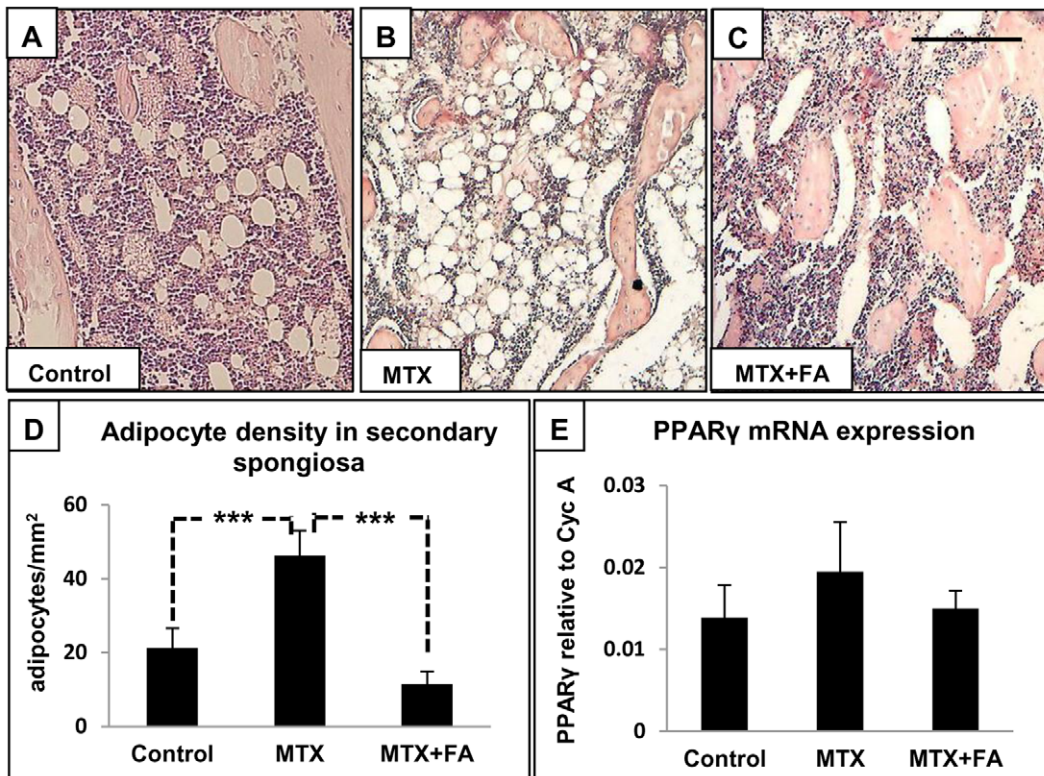 A
B
C
Control
MTX
MTX+FA
D
Adipocyte density in secondary
spongiosa
adipocytes/mm²
60
40
20
0
***
***
Control
MTX
MTX+FA
E
PPARγ mRNA expression
PPARγ relative to Cyc A
0.03
0.02
0.01
0
Control
MTX
MTX+FA